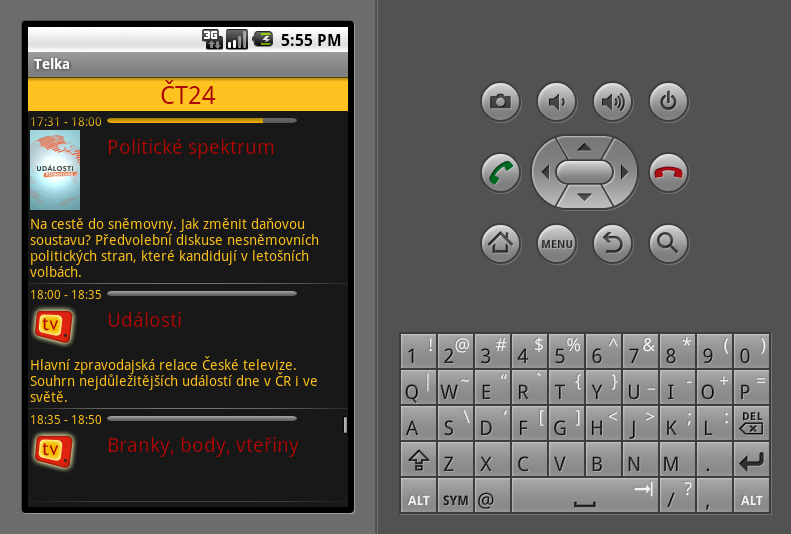 3G 5:55 PM
Telka
ČT24
17:31 - 18:00
UDÁLOSTI
Politické spektrum
Na cestě do sněmovny. Jak změnit daňovou
soustavu? Předvolební diskuse nesněmovních
politických stran, které kandidují v letošních
volbách.
18:00 - 18:35
tv
Události
Hlavní zpravodajská relace České televize.
Souhrn nejdůležitějších událostí dne v ČR i ve
světě.
18:35 - 18:50
tv
Branky, body, vteřiny
MENU
1 ! 2 @ 3 # 4 $ 5 % 6 ^ 7 & 8 * 9 ( 0 )
Q | W ~ E “ R ` T { Y } U _ I - O + P =
A S \ D ‘ F [ G ] H < J > K ; L : DEL
Z X C V B N M .
ALT SYM @ / ? , ALT